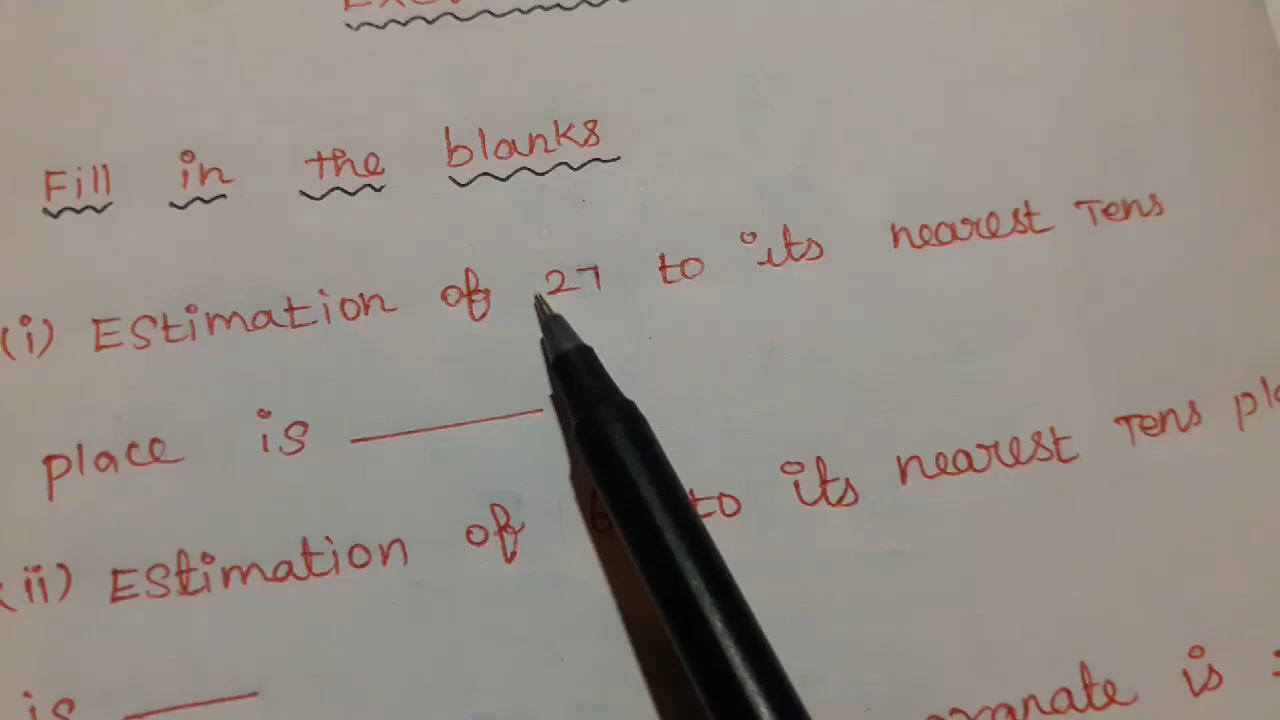 Fill in the blanks
(i) Estimation of 27 to its nearest Tens
place is
(ii) Estimation of to its nearest Tens
is
is